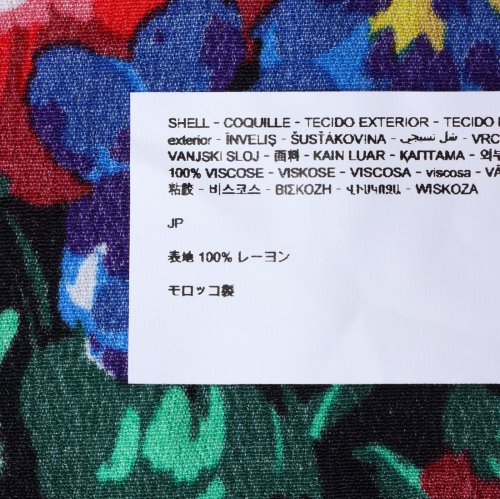 SHELL - COQUILLE - TECIDO EXTERIOR - TECIDO
exterior - ÎNVELIŞ - ŠUSŤÁKOVINA - شل نسيجي - VRC
VANJSKI SLOJ - 面料 - KAIN LUAR - ҚАПТАМА - 외부
100% VISCOSE - VISKOSE - VISCOSA - viscosa - VÁ
粘胶 - 비스코스 - ВІСКОЗН - ՎԻՍԿՈԶԱ - WISKOZA
JP
表地 100% レーヨン
モロッコ製